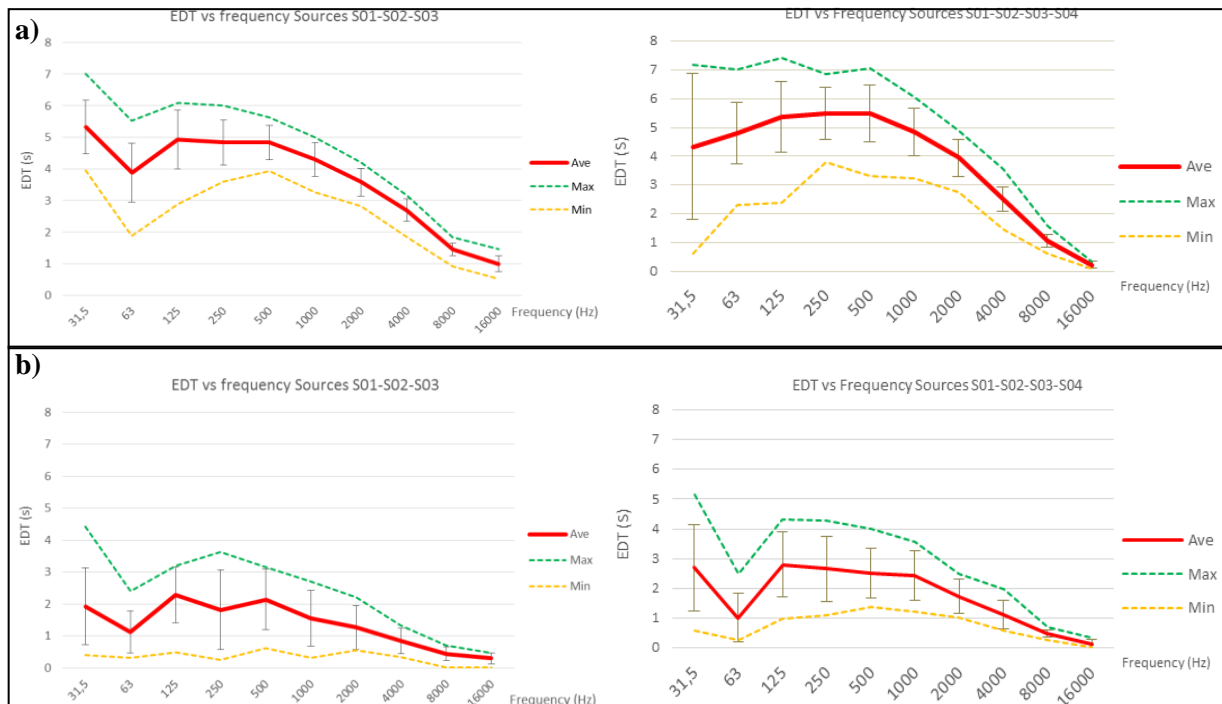 a)
EDT vs frequency Sources S01-S02-S03
8
7
6
5
4
3
2
1
0
EDT (s)
31,5 63 125 250 500 1000 2000 4000 8000 16000
Frequency (Hz)
Ave
Max
Min
EDT vs Frequency Sources S01-S02-S03-S04
8
7
6
5
4
3
2
1
0
EDT (S)
31,5 63 125 250 500 1000 2000 4000 8000 16000
Frequency (Hz)
Ave
Max
Min
b)
EDT vs frequency Sources S01-S02-S03
8
7
6
5
4
3
2
1
0
EDT (s)
31,5 63 125 250 500 1000 2000 4000 8000 16000
Frequency (Hz)
Ave
Max
Min
EDT vs Frequency Sources S01-S02-S03-S04
8
7
6
5
4
3
2
1
0
EDT (S)
31,5 63 125 250 500 1000 2000 4000 8000 16000
Frequency (Hz)
Ave
Max
Min